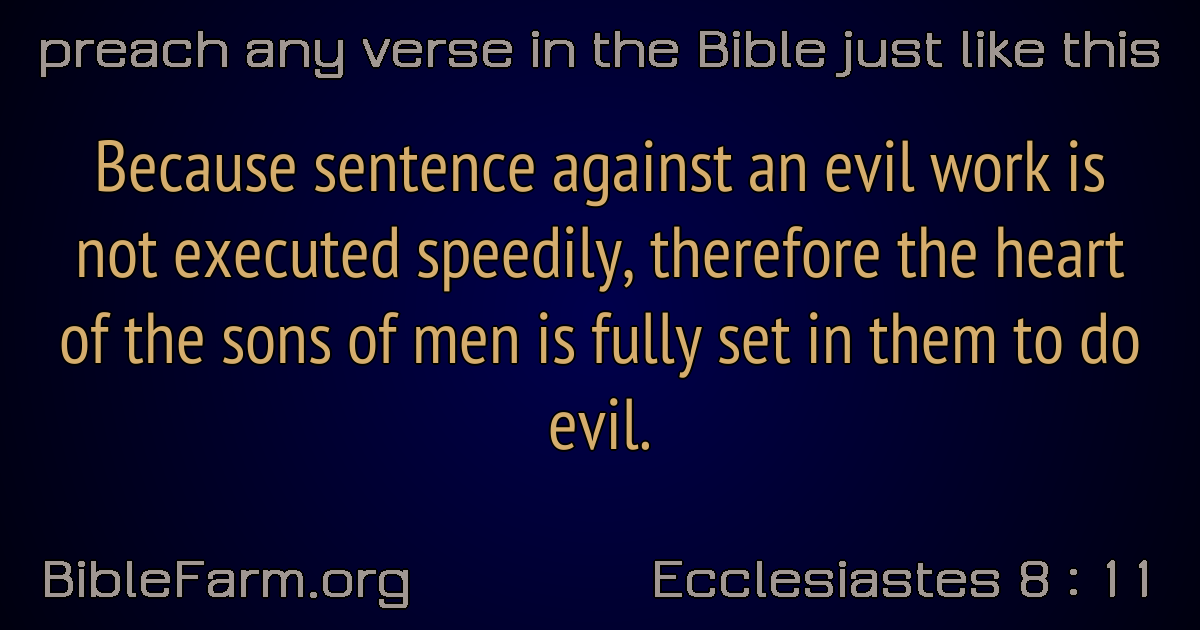 preach any verse in the Bible just like this
Because sentence against an evil work is
not executed speedily, therefore the heart
of the sons of men is fully set in them to do
evil.
BibleFarm.org
Ecclesiastes 8 : 11